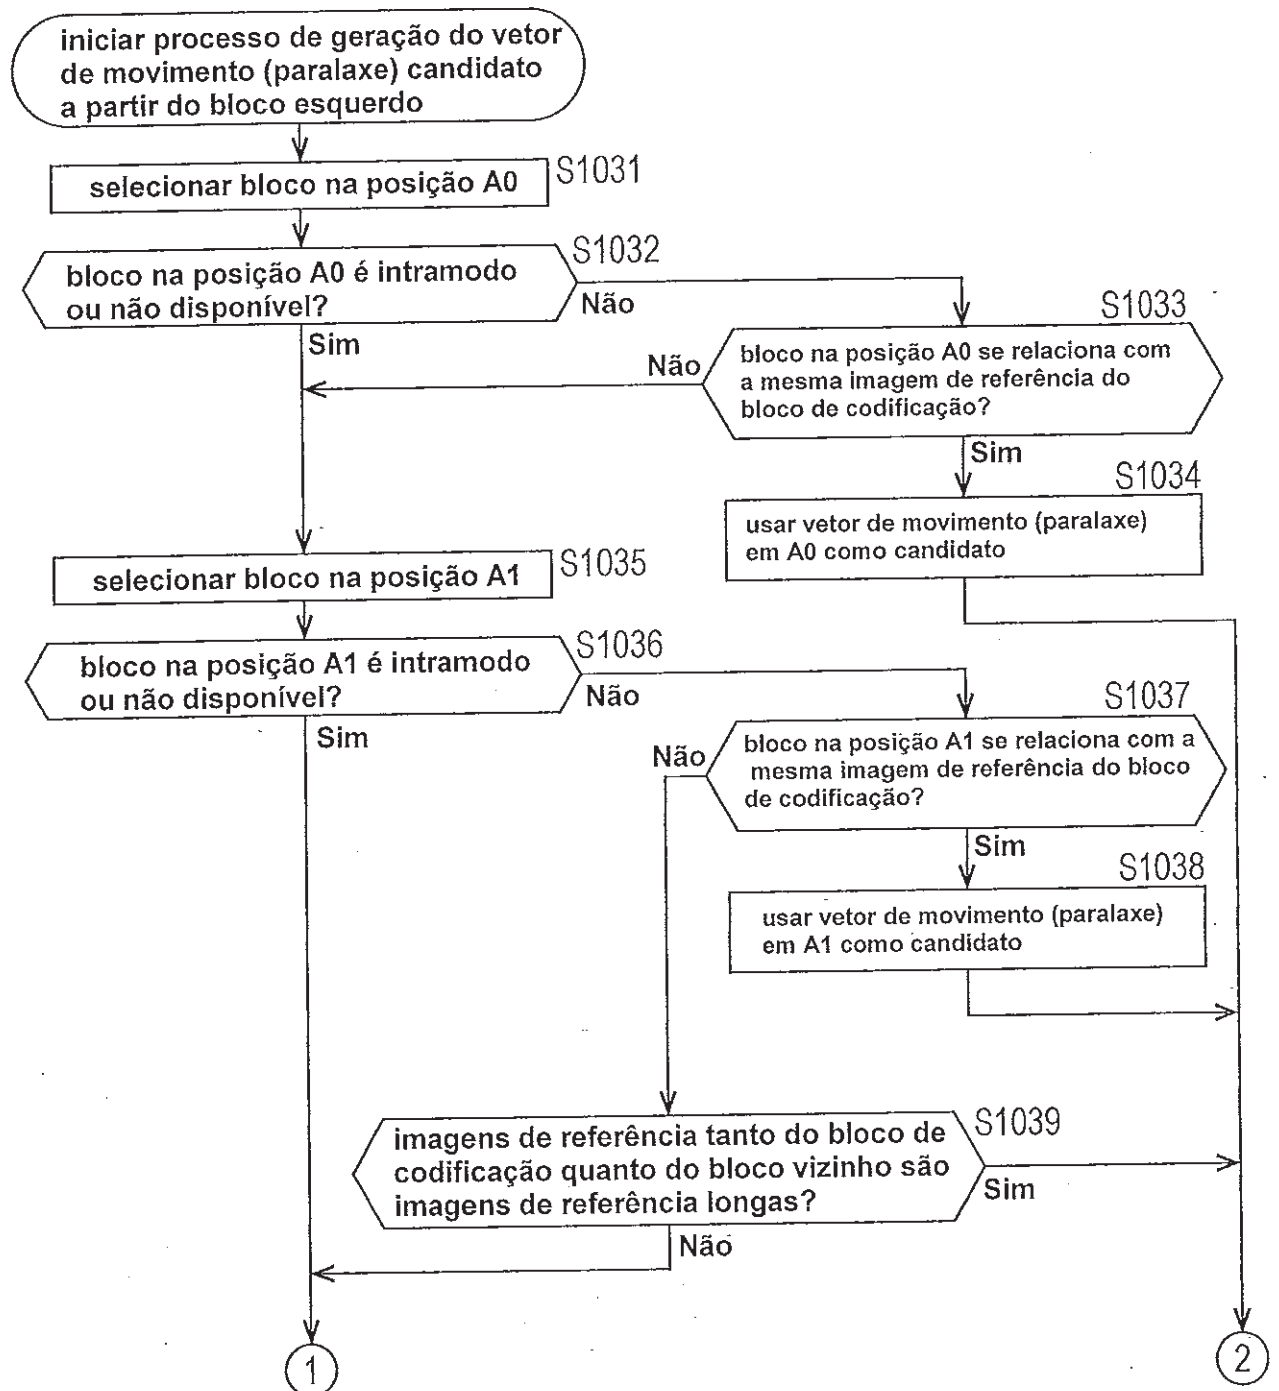 iniciar processo de geração do vetor
de movimento (paralaxe) candidato
a partir do bloco esquerdo
selecionar bloco na posição A0
S1031
bloco na posição A0 é intramodo
ou não disponível?
S1032
Não
Sim
S1033
bloco na posição A0 se relaciona com
a mesma imagem de referência do
bloco de codificação?
Não
Sim
S1034
usar vetor de movimento (paralaxe)
em A0 como candidato
selecionar bloco na posição A1
S1035
bloco na posição A1 é intramodo
ou não disponível?
S1036
Não
Sim
S1037
bloco na posição A1 se relaciona com a
mesma imagem de referência do bloco
de codificação?
Não
Sim
S1038
usar vetor de movimento (paralaxe)
em A1 como candidato
imagens de referência tanto do bloco de
codificação quanto do bloco vizinho são
imagens de referência longas?
S1039
Sim
Não
1
2